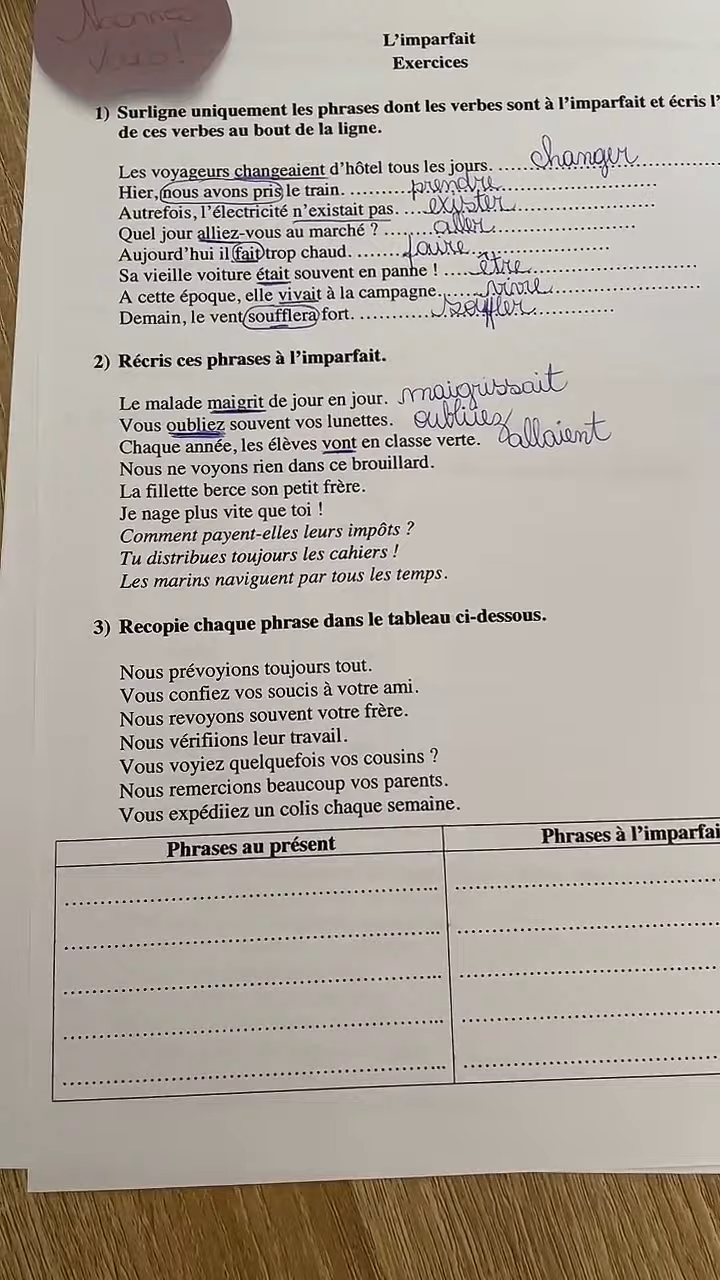 Abonnez
Vous !
L'imparfait
Exercices
1) Surligne uniquement les phrases dont les verbes sont à l'imparfait et écris l'
de ces verbes au bout de la ligne.
Les voyageurs changeaient d'hôtel tous les jours. changer
Hier, nous avons pris le train. prendre
Autrefois, l'électricité n'existait pas. exister
Quel jour alliez-vous au marché ? aller
Aujourd'hui il fait trop chaud. faire
Sa vieille voiture était souvent en panne ! être
A cette époque, elle vivait à la campagne. vivre
Demain, le vent soufflera fort. souffler
2) Récris ces phrases à l'imparfait.
Le malade maigrit de jour en jour. maigrissait
Vous oubliez souvent vos lunettes. oubliiez
Chaque année, les élèves vont en classe verte. allaient
Nous ne voyons rien dans ce brouillard.
La fillette berce son petit frère.
Je nage plus vite que toi !
Comment payent-elles leurs impôts ?
Tu distribues toujours les cahiers !
Les marins naviguent par tous les temps.
3) Recopie chaque phrase dans le tableau ci-dessous.
Nous prévoyions toujours tout.
Vous confiez vos soucis à votre ami.
Nous revoyons souvent votre frère.
Nous vérifiions leur travail.
Vous voyiez quelquefois vos cousins ?
Nous remercions beaucoup vos parents.
Vous expédiiez un colis chaque semaine.
Phrases au présent Phrases à l'imparfai